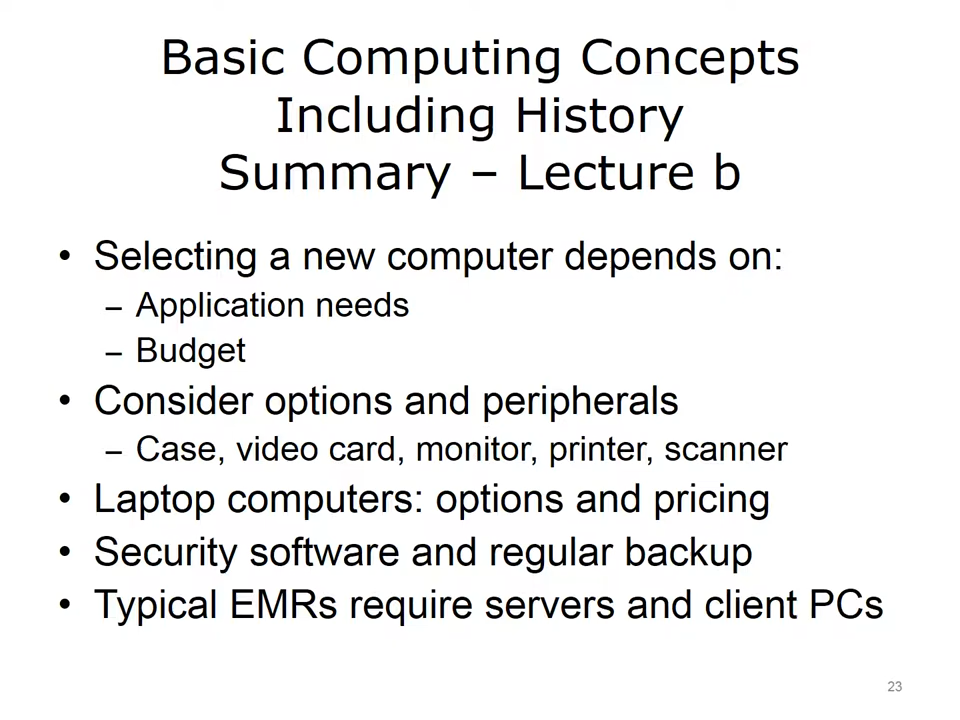 Basic Computing Concepts
Including History
Summary – Lecture b
• Selecting a new computer depends on:
– Application needs
– Budget
• Consider options and peripherals
– Case, video card, monitor, printer, scanner
• Laptop computers: options and pricing
• Security software and regular backup
• Typical EMRs require servers and client PCs
23